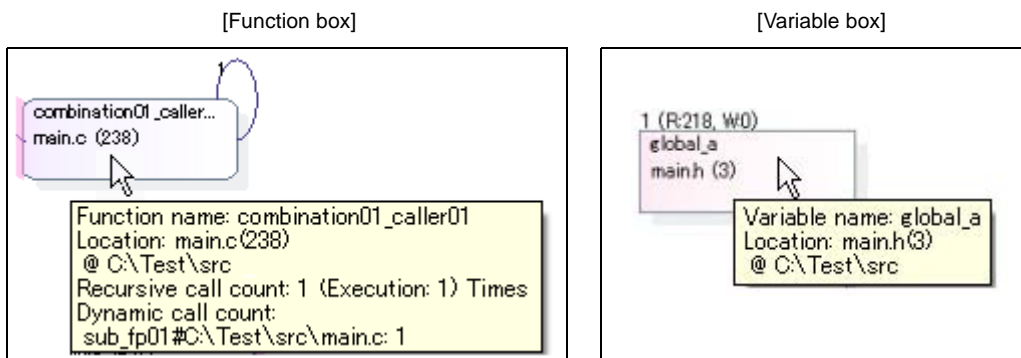 [Function box]
1
combination01_caller...
main.c (238)
Function name: combination01_caller01
Location: main.c(238)
@ C:\Test\src
Recursive call count: 1 (Execution: 1) Times
Dynamic call count:
sub_fp01#C:\Test\src\main.c: 1
[Variable box]
1 (R:218, W:0)
global_a
main.h (3)
Variable name: global_a
Location: main.h(3)
@ C:\Test\src